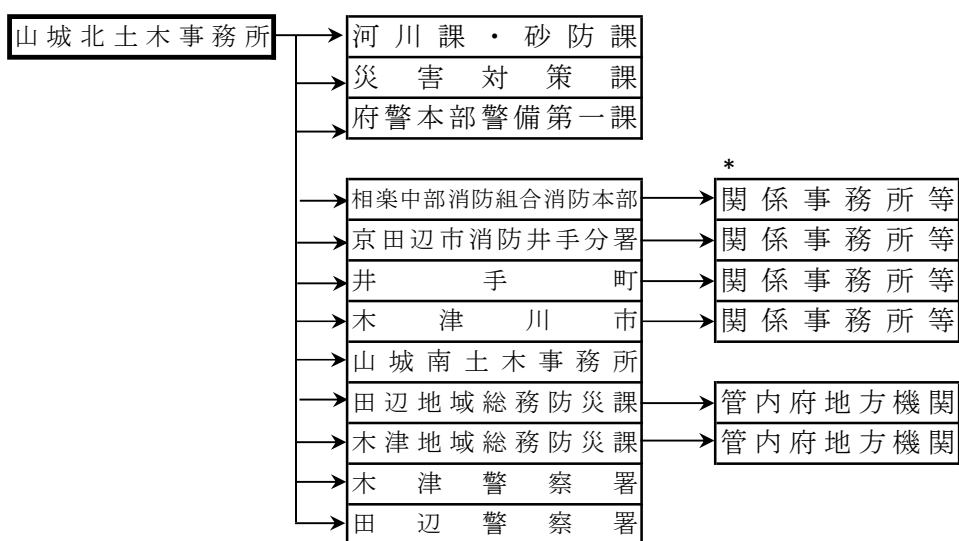 山城北土木事務所
河川課・砂防課
災害対策課
府警本部警備第一課
*
相楽中部消防組合消防本部 関係事務所等
京田辺市消防井手分署 関係事務所等
井手町 関係事務所等
木津川市 関係事務所等
山城南土木事務所
田辺地域総務防災課 管内府地方機関
木津地域総務防災課 管内府地方機関
木津警察署
田辺警察署